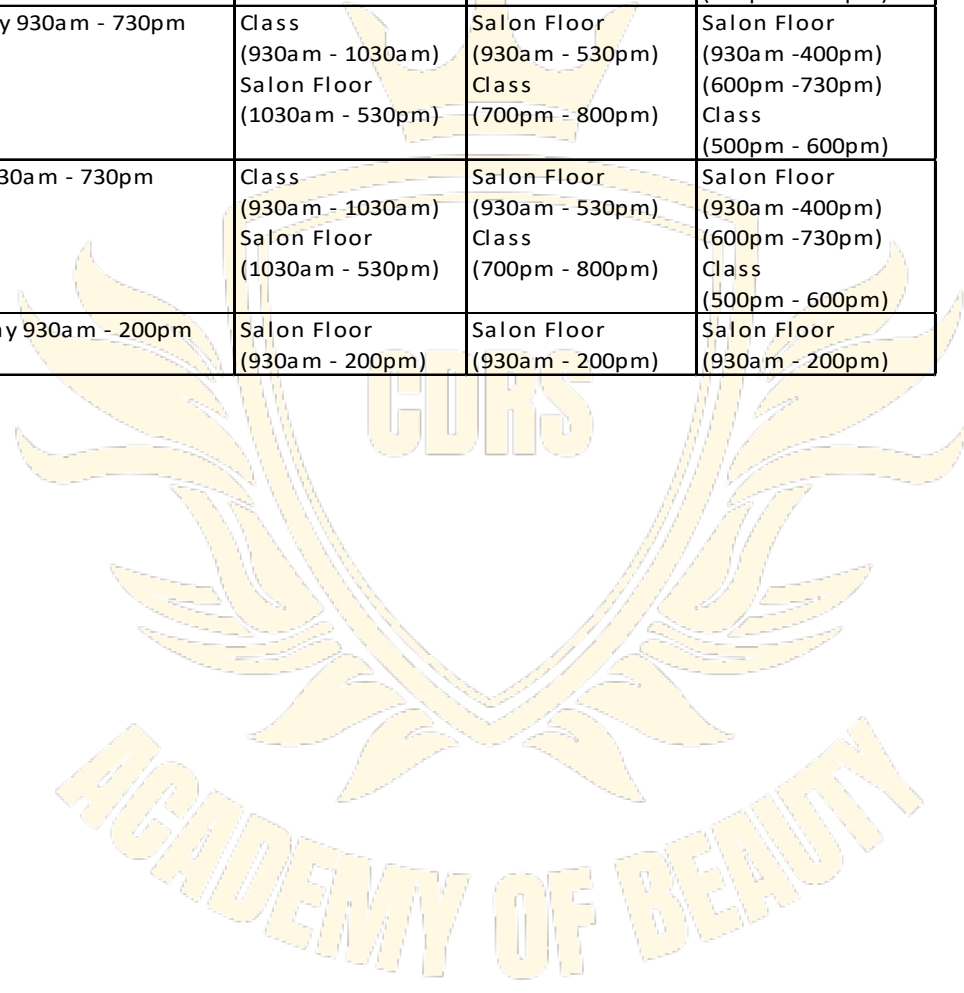 y 930am - 730pm
Class
(930am - 1030am)
Salon Floor
(1030am - 530pm)
Salon Floor
(930am - 530pm)
Class
(700pm - 800pm)
Salon Floor
(930am -400pm)
(600pm -730pm)
Class
(500pm - 600pm)
30am - 730pm
Class
(930am - 1030am)
Salon Floor
(1030am - 530pm)
Salon Floor
(930am - 530pm)
Class
(700pm - 800pm)
Salon Floor
(930am -400pm)
(600pm -730pm)
Class
(500pm - 600pm)
ay 930am - 200pm
Salon Floor
(930am - 200pm)
Salon Floor
(930am - 200pm)
Salon Floor
(930am - 200pm)
CDRS
ACADEMY OF BEAUTY